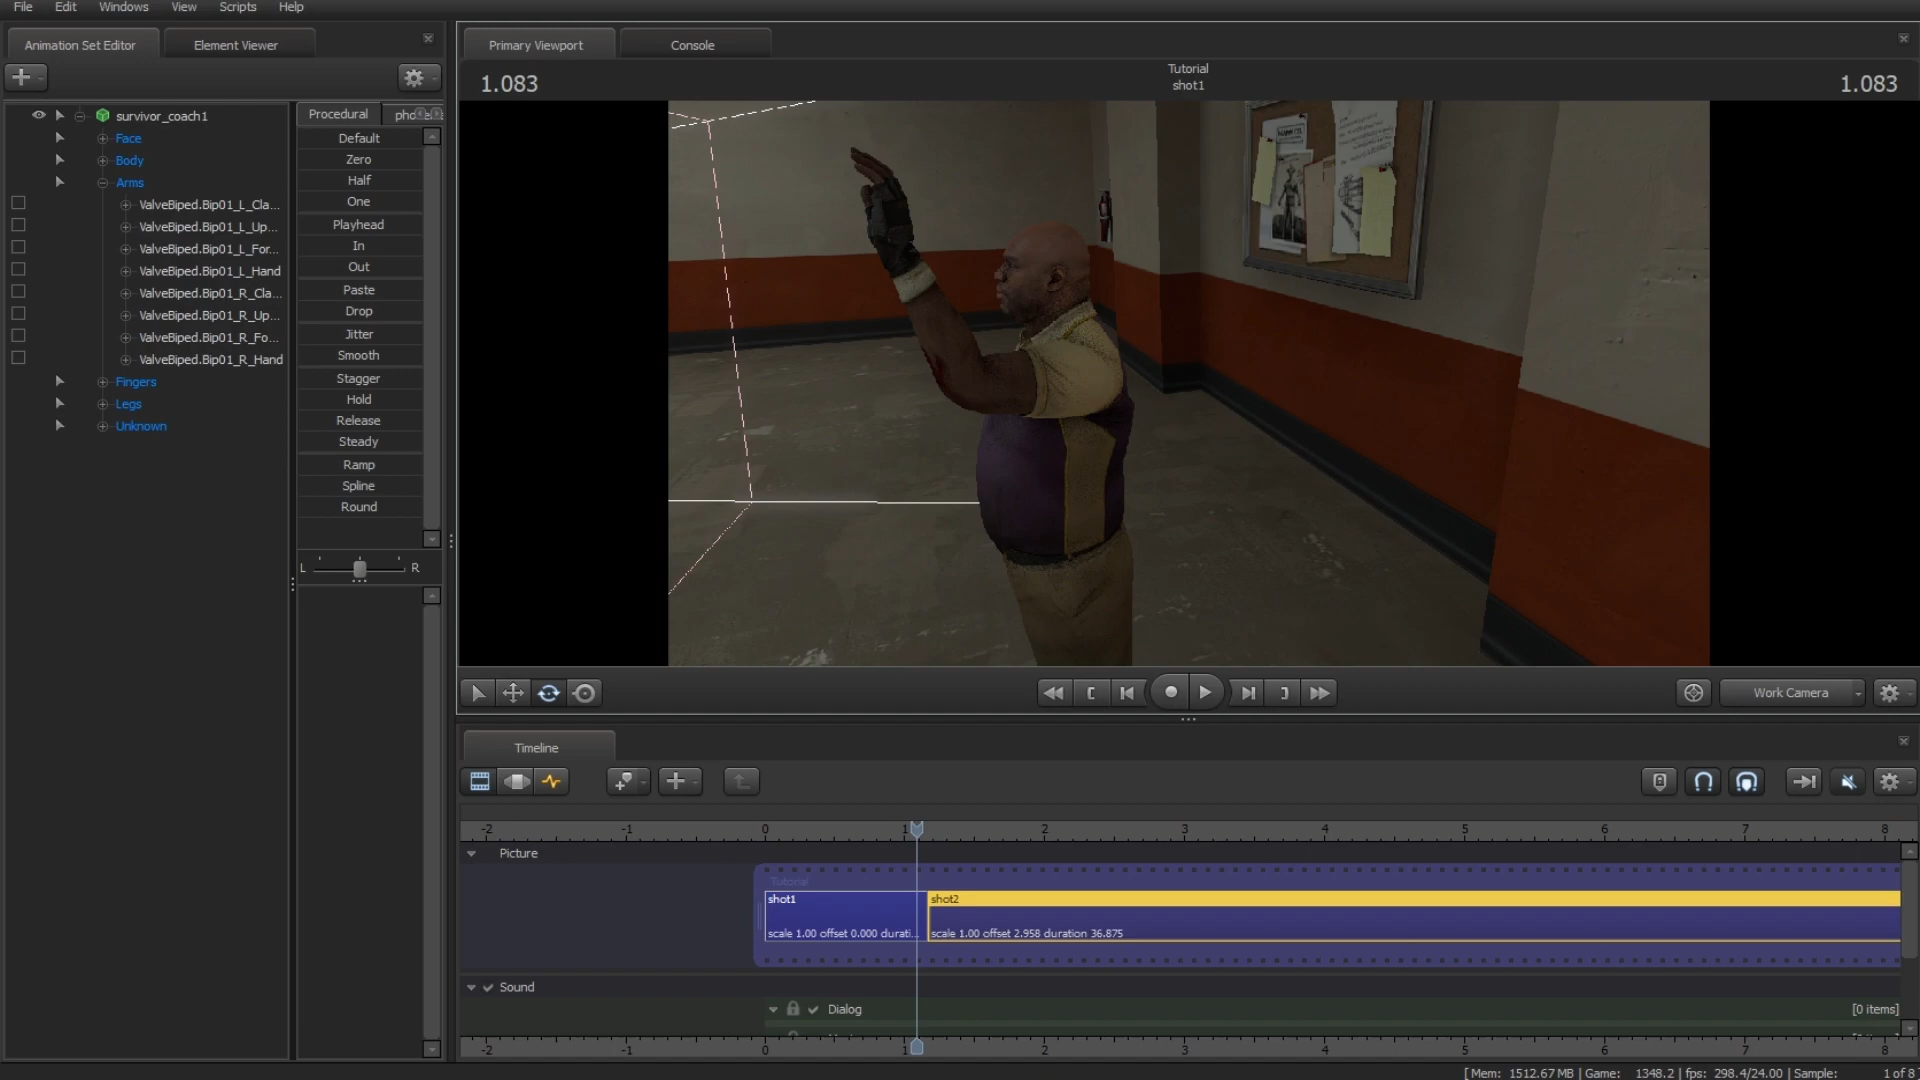 File Edit Windows View Scripts Help
Animation Set Editor Element Viewer
Primary Viewport Console
1.083 Tutorial 1.083
shot1
survivor_coach1
Face
Body
Arms
ValveBiped.Bip01_L_Cla...
ValveBiped.Bip01_L_Up...
ValveBiped.Bip01_L_For...
ValveBiped.Bip01_L_Hand
ValveBiped.Bip01_R_Cla...
ValveBiped.Bip01_R_Up...
ValveBiped.Bip01_R_Fo...
ValveBiped.Bip01_R_Hand
Fingers
Legs
Unknown
Procedural
Default
Zero
Half
One
Playhead
In
Out
Paste
Drop
Jitter
Smooth
Stagger
Hold
Release
Steady
Ramp
Spline
Round
L R
Work Camera
Timeline
-2 -1 0 1 2 3 4 5 6 7 8
Picture
Tutorial
shot1 shot2
scale 1.00 offset 0.000 durati... scale 1.00 offset 2.958 duration 36.875
Sound
Dialog [0 items]
-2 -1 0 1 2 3 4 5 6 7 8
[ Mem: 1512.67 MB | Game: 1348.2 | fps: 298.4/24.00 | Sample: 1 of 8